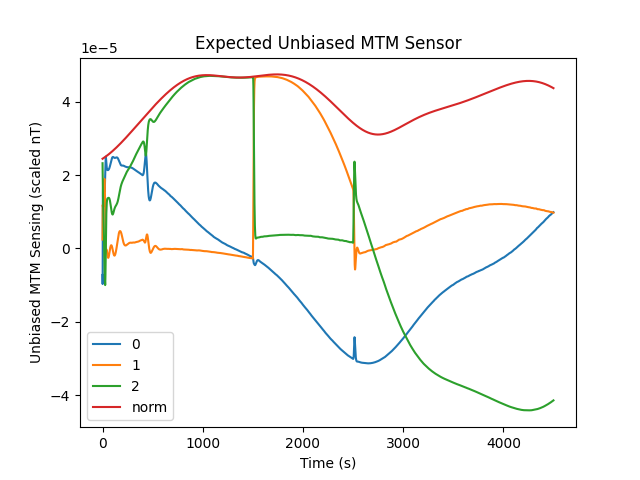 Expected Unbiased MTM Sensor
1e−5
4
2
0
−2
−4
Unbiased MTM Sensing (scaled nT)
0
1
2
norm
0
1000
2000
3000
4000
Time (s)